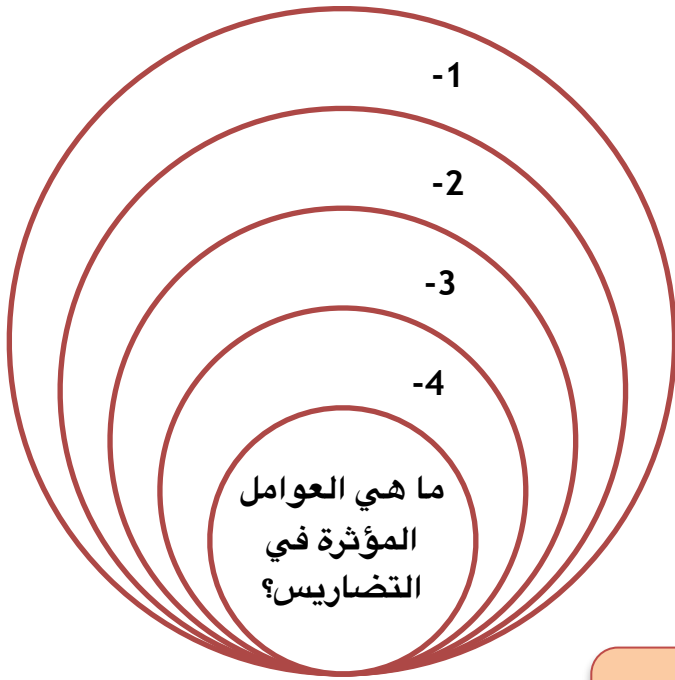 1-
2-
3-
4-
ما هي العوامل
المؤثرة في
التضاريس؟